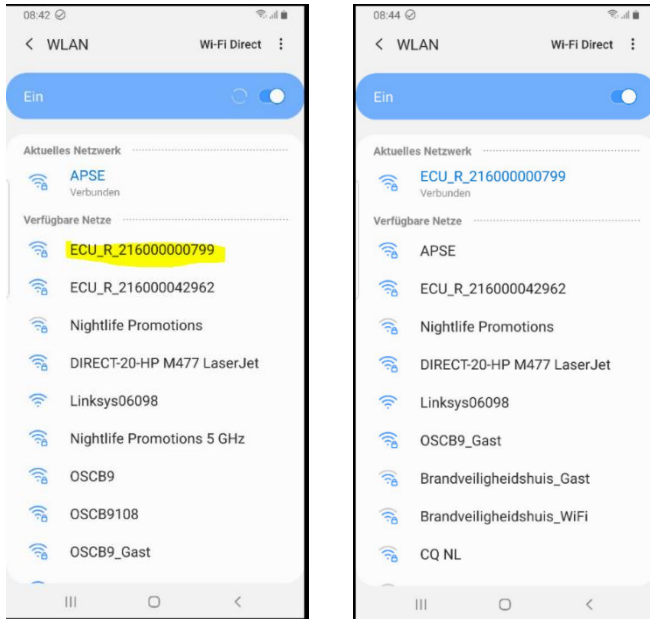 08:42
WLAN Wi-Fi Direct
Ein
Aktuelles Netzwerk
APSE
Verbunden
Verfügbare Netze
ECU_R_216000000799
ECU_R_216000042962
Nightlife Promotions
DIRECT-20-HP M477 LaserJet
Linksys06098
Nightlife Promotions 5 GHz
OSCB9
OSCB9108
OSCB9_Gast
08:44
WLAN Wi-Fi Direct
Ein
Aktuelles Netzwerk
ECU_R_216000000799
Verbunden
Verfügbare Netze
APSE
ECU_R_216000042962
Nightlife Promotions
DIRECT-20-HP M477 LaserJet
Linksys06098
OSCB9_Gast
Brandveiligheidshuis_Gast
Brandveiligheidshuis_WiFi
CQ NL